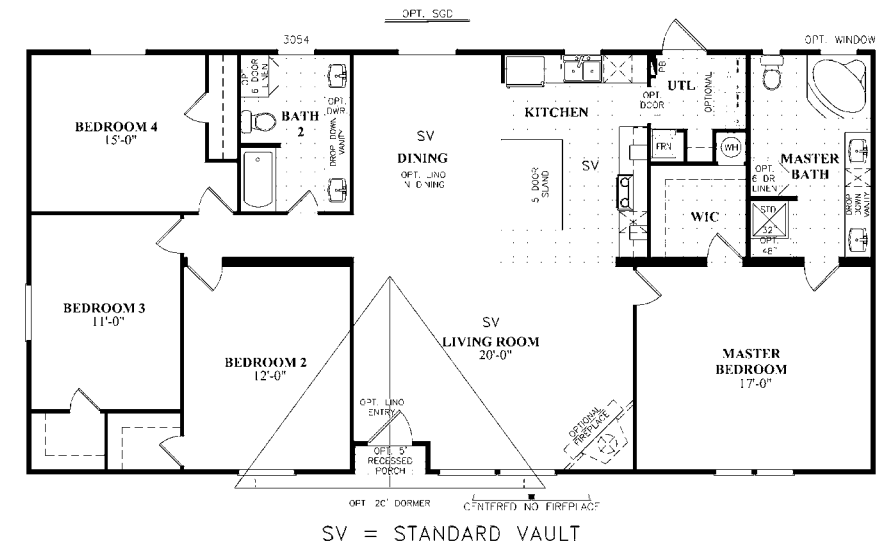 OPT. SGD
3054
OPT. WINDOW
6 DOOR
LINEN
OPT.
DWR.
BATH
2
DROP DOWN
VANITY
BEDROOM 4
15'-0"
SV
DINING
OPT. LINO
N DINING
KITCHEN
SV
5 DOOR
SLAND
PB
UTL
OPT.
DOOR
OPTIONAL
FRN
WH
WIC
MASTER
BATH
OPT.
6 DR
LINEN
STD
32"
OPT.
48"
DROP DOWN
VANITY
BEDROOM 3
11'-0"
BEDROOM 2
12'-0"
SV
LIVING ROOM
20'-0"
MASTER
BEDROOM
17'-0"
OPT. LINO
ENTRY
OPTIONAL
FIREPLACE
OPT. 5'
RECESSED
PORCH
OPT 2C' DORMER
CENTERED NO FIREPLACE
SV = STANDARD VAULT